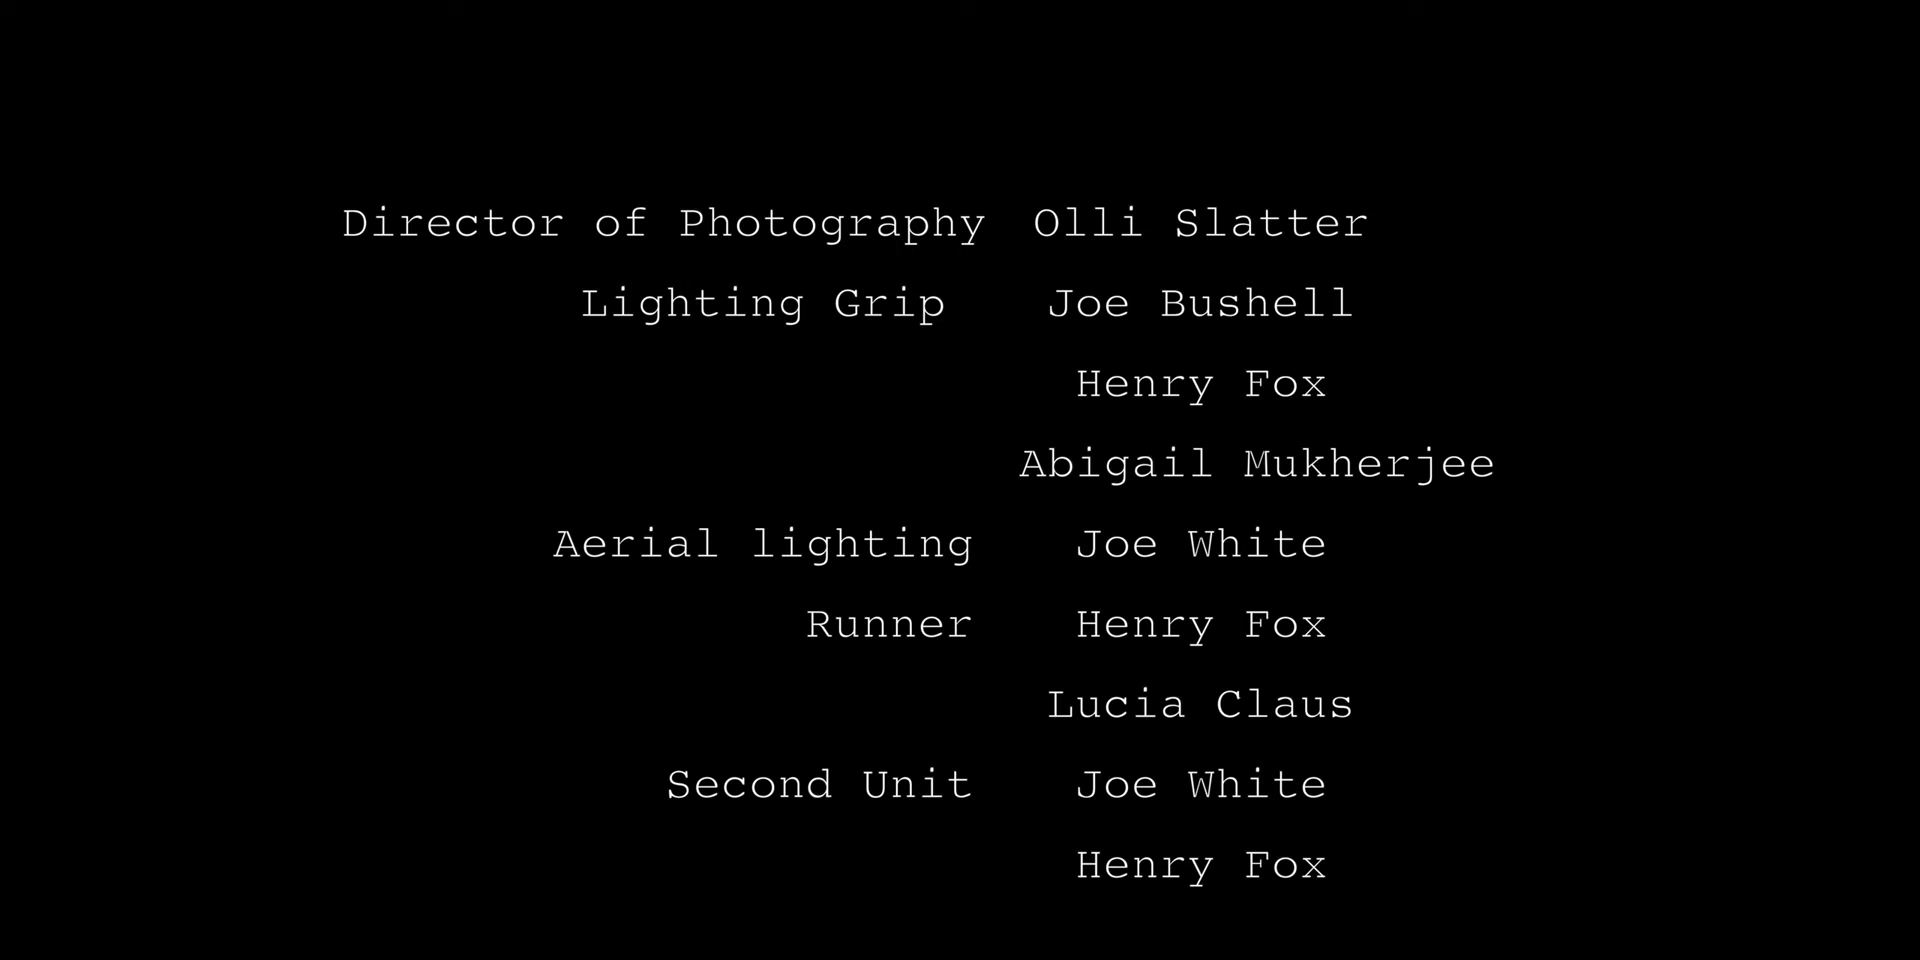 Director of Photography Olli Slatter
Lighting Grip Joe Bushell
Henry Fox
Abigail Mukherjee
Aerial lighting Joe White
Runner Henry Fox
Lucia Claus
Second Unit Joe White
Henry Fox